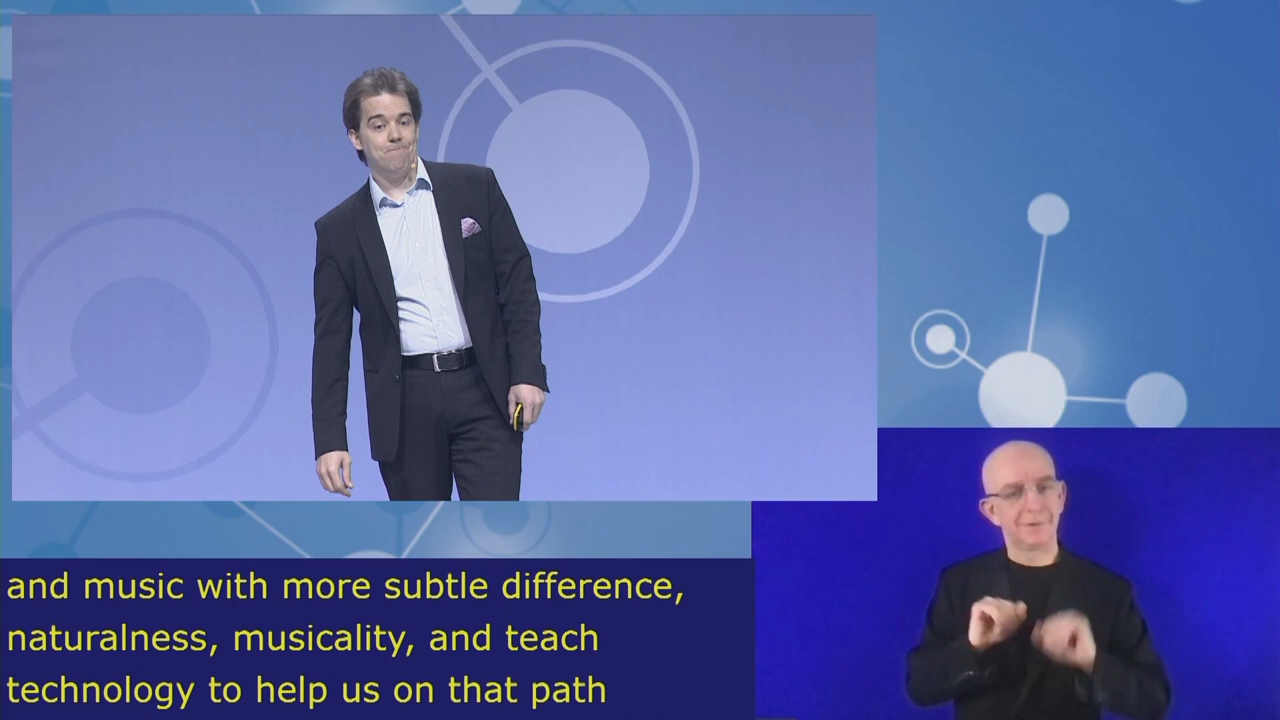 and music with more subtle difference,
naturalness, musicality, and teach
technology to help us on that path